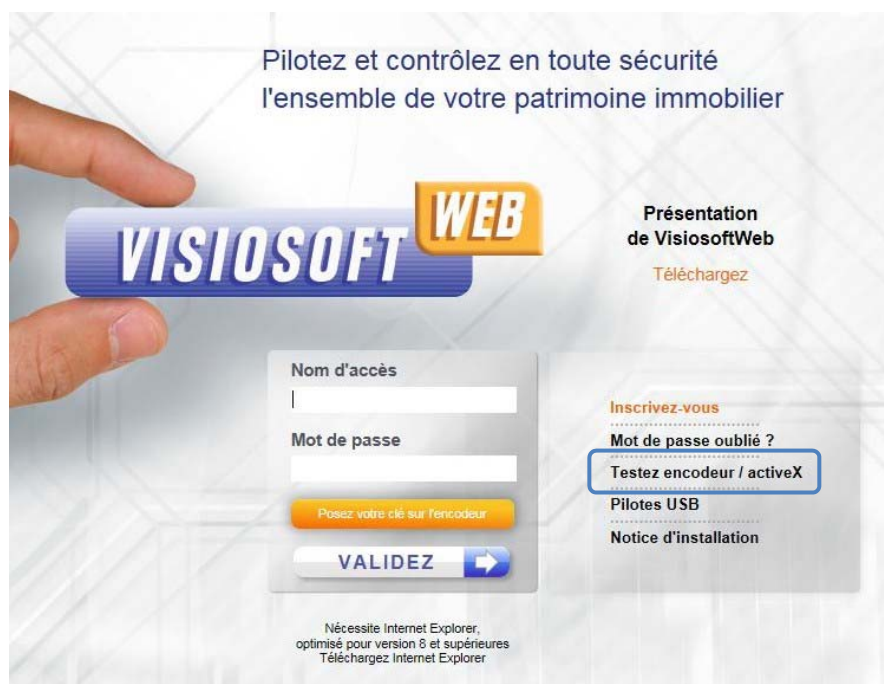 Pilotez et contrôlez en toute sécurité
l'ensemble de votre patrimoine immobilier
VISIOSOFT WEB
Présentation
de VisiosoftWeb
Téléchargez
Nom d'accès
Mot de passe
Posez votre clé sur l'encodeur
VALIDEZ
Inscrivez-vous
Mot de passe oublié ?
Testez encodeur / activeX
Pilotes USB
Notice d'installation
Nécessite Internet Explorer,
optimisé pour version 8 et supérieures
Téléchargez Internet Explorer